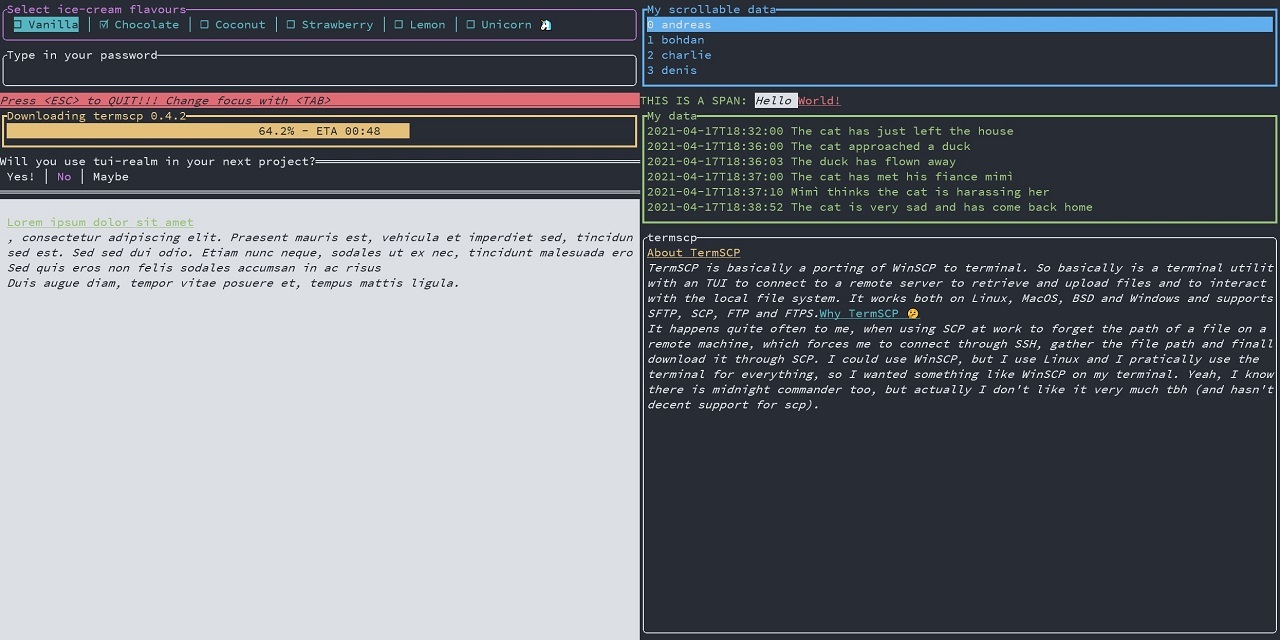 Select ice-cream flavours
☐ Vanilla │ ☑ Chocolate │ ☐ Coconut │ ☐ Strawberry │ ☐ Lemon │ ☐ Unicorn 🦄
Type in your password
Press <ESC> to QUIT!!! Change focus with <TAB>
Downloading termscp 0.4.2
64.2% - ETA 00:48
Will you use tui-realm in your next project?
Yes! │ No │ Maybe
Lorem ipsum dolor sit amet
, consectetur adipiscing elit. Praesent mauris est, vehicula et imperdiet sed, tincidun
sed est. Sed sed dui odio. Etiam nunc neque, sodales ut ex nec, tincidunt malesuada ero
Sed quis eros non felis sodales accumsan in ac risus
Duis augue diam, tempor vitae posuere et, tempus mattis ligula.
My scrollable data
0 andreas
1 bohdan
2 charlie
3 denis
THIS IS A SPAN: Hello World!
My data
2021-04-17T18:32:00 The cat has just left the house
2021-04-17T18:36:00 The cat approached a duck
2021-04-17T18:36:03 The duck has flown away
2021-04-17T18:37:00 The cat has met his fiance mimì
2021-04-17T18:37:10 Mimì thinks the cat is harassing her
2021-04-17T18:38:52 The cat is very sad and has come back home
termscp
About TermSCP
TermSCP is basically a porting of WinSCP to terminal. So basically is a terminal utilit
with an TUI to connect to a remote server to retrieve and upload files and to interact
with the local file system. It works both on Linux, MacOS, BSD and Windows and supports
SFTP, SCP, FTP and FTPS.Why TermSCP 🤔
It happens quite often to me, when using SCP at work to forget the path of a file on a
remote machine, which forces me to connect through SSH, gather the file path and finall
download it through SCP. I could use WinSCP, but I use Linux and I pratically use the
terminal for everything, so I wanted something like WinSCP on my terminal. Yeah, I know
there is midnight commander too, but actually I don't like it very much tbh (and hasn't
decent support for scp).